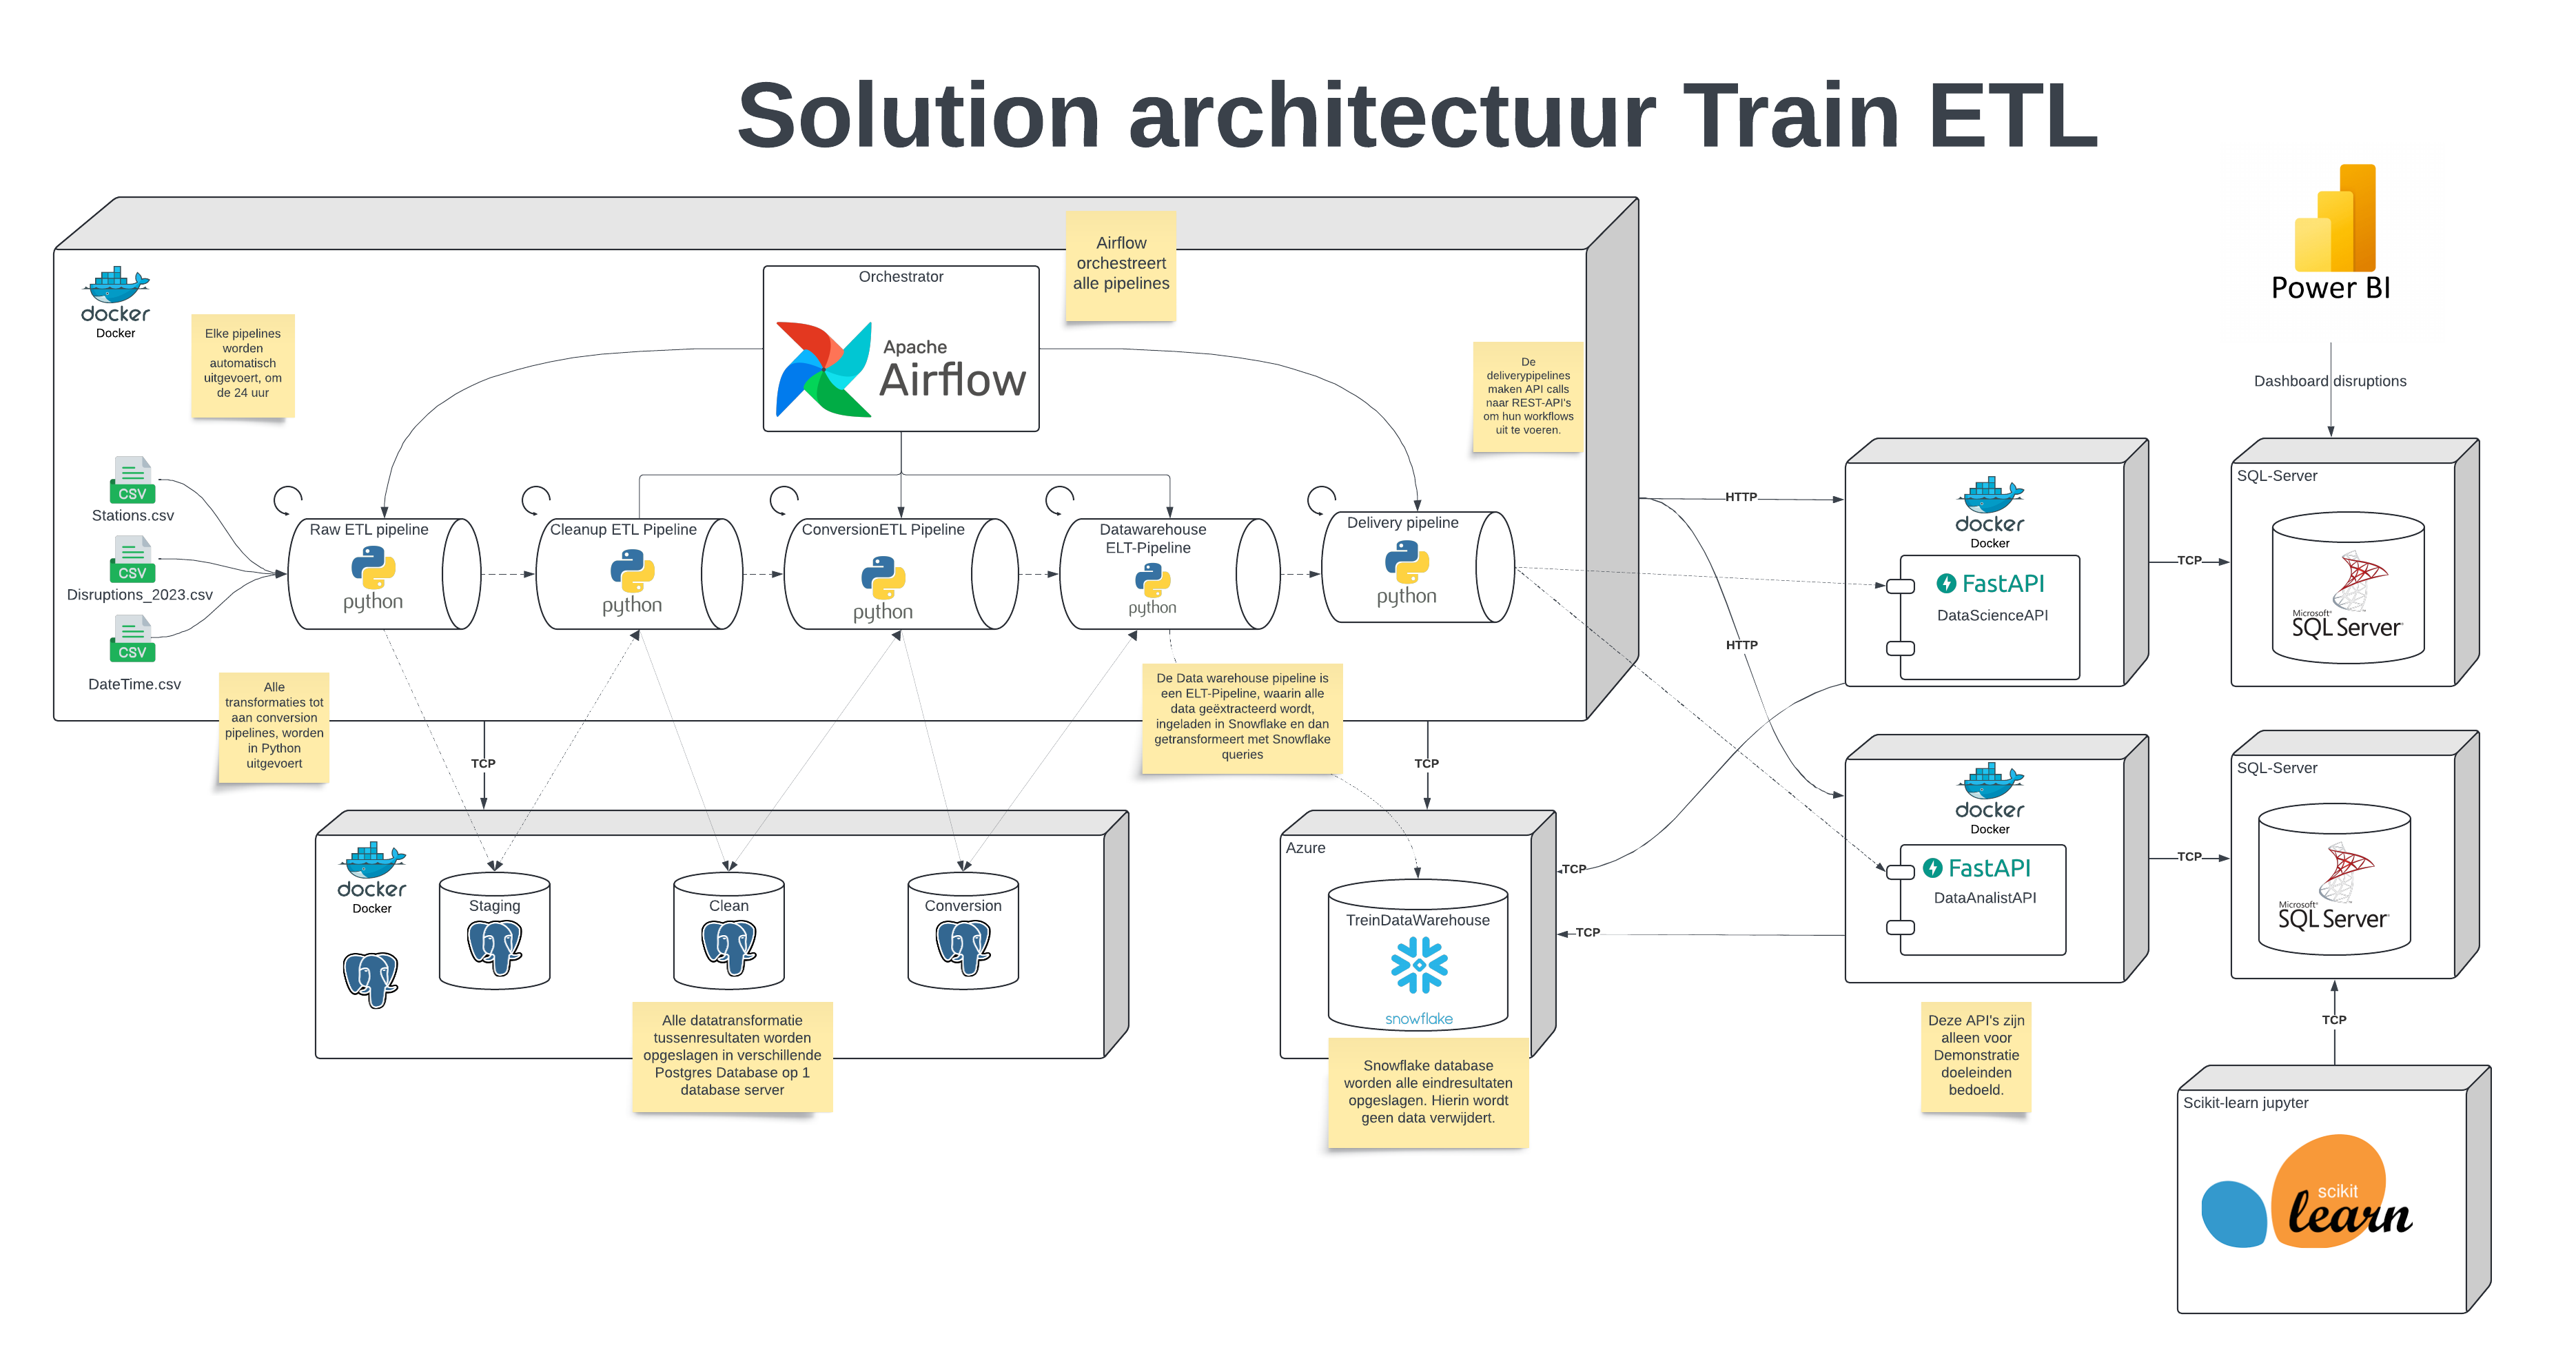 Solution architectuur Train ETL
Power BI
Dashboard disruptions
docker
Docker
Elke pipelines
worden
automatisch
uitgevoert, om
de 24 uur
Orchestrator
Apache
Airflow
Airflow
orchestreert
alle pipelines
De
deliverypipelines
maken API calls
naar REST-API's
om hun workflows
uit te voeren.
CSV
Stations.csv
CSV
Disruptions_2023.csv
CSV
DateTime.csv
Raw ETL pipeline
python
Cleanup ETL Pipeline
python
ConversionETL Pipeline
python
Datawarehouse
ELT-Pipeline
python
Delivery pipeline
python
Alle
transformaties tot
aan conversion
pipelines, worden
in Python
uitgevoert
De Data warehouse pipeline is
een ELT-Pipeline, waarin alle
data geëxtracteerd wordt,
ingeladen in Snowflake en dan
getransformeert met Snowflake
queries
TCP
TCP
HTTP
HTTP
docker
Docker
FastAPI
DataScienceAPI
TCP
SQL-Server
Microsoft®
SQL Server®
docker
Docker
FastAPI
DataAnalistAPI
TCP
SQL-Server
Microsoft®
SQL Server®
TCP
TCP
docker
Docker
Staging
Clean
Conversion
Alle datatransformatie
tussenresultaten worden
opgeslagen in verschillende
Postgres Database op 1
database server
Azure
TreinDataWarehouse
snowflake
Snowflake database
worden alle eindresultaten
opgeslagen. Hierin wordt
geen data verwijdert.
Deze API's zijn
alleen voor
Demonstratie
doeleinden
bedoeld.
TCP
Scikit-learn jupyter
scikit
learn